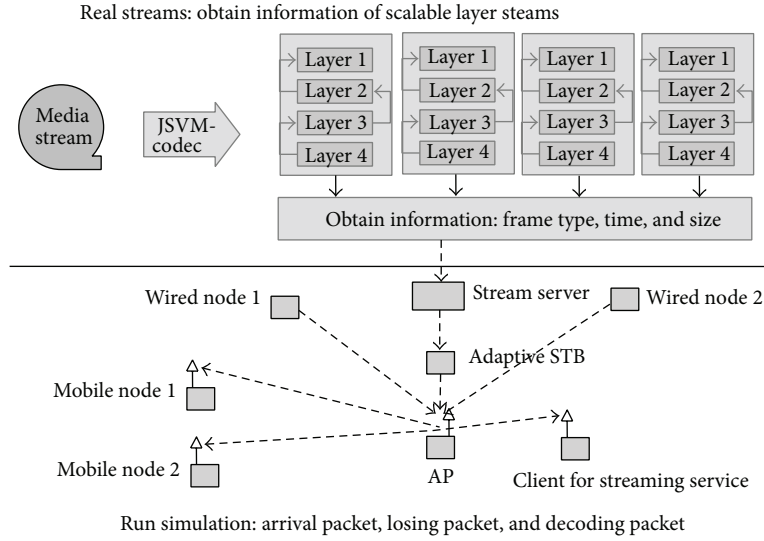 Real streams: obtain information of scalable layer steams
Media
stream
JSVM-
codec
Layer 1
Layer 2
Layer 3
Layer 4
Layer 1
Layer 2
Layer 3
Layer 4
Layer 1
Layer 2
Layer 3
Layer 4
Layer 1
Layer 2
Layer 3
Layer 4
Obtain information: frame type, time, and size
Wired node 1
Stream server
Wired node 2
Adaptive STB
Mobile node 1
Mobile node 2
AP
Client for streaming service
Run simulation: arrival packet, losing packet, and decoding packet